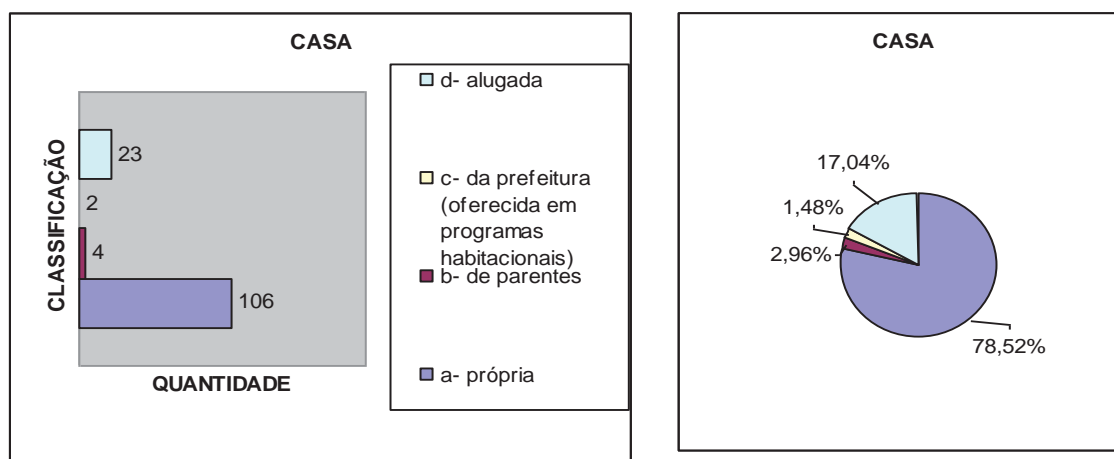 CASA
CLASSIFICAÇÃO
23
2
4
106
QUANTIDADE
d- alugada
c- da prefeitura
(oferecida em
programas
habitacionais)
b- de parentes
a- própria
CASA
17,04%
1,48%
2,96%
78,52%